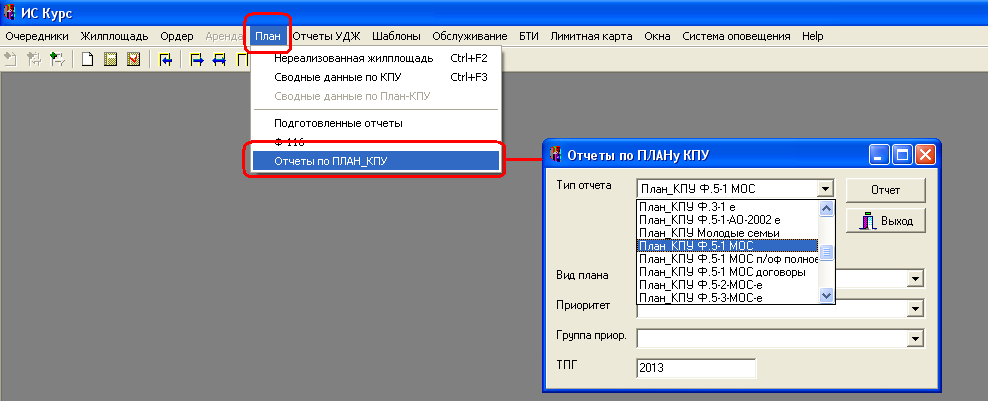 ИС Курс
Очередники Жилплощадь Ордер Аренда План Отчеты УДЖ Шаблоны Обслуживание БТИ Лимитная карта Окна Система оповещения Help
Нереализованная жилплощадь Ctrl+F2
Сводные данные по КПУ Ctrl+F3
Сводные данные по План-КПУ
Подготовленные отчеты
Ф-116
Отчеты по ПЛАН_КПУ
Отчеты по ПЛАНу КПУ
Тип отчета План_КПУ Ф.5-1 МОС Отчет
План_КПУ Ф.3-1 е
План_КПУ Ф.5-1-АО-2002 е
Выход
План_КПУ Молодые семьи
План_КПУ Ф.5-1 МОС
План_КПУ Ф.5-1 МОС п/оф полное
План_КПУ Ф.5-1 МОС договоры
План_КПУ Ф.5-2-МОС-е
План_КПУ Ф.5-3-МОС-е
Вид плана
Приоритет
Группа приор.
ТПГ 2013